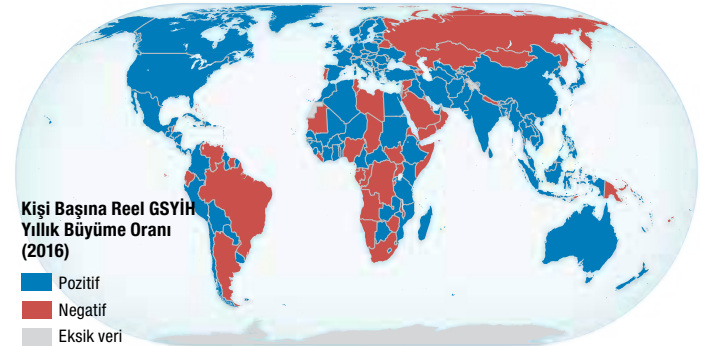 Kişi Başına Reel GSYİH
Yıllık Büyüme Oranı
(2016)
Pozitif
Negatif
Eksik veri